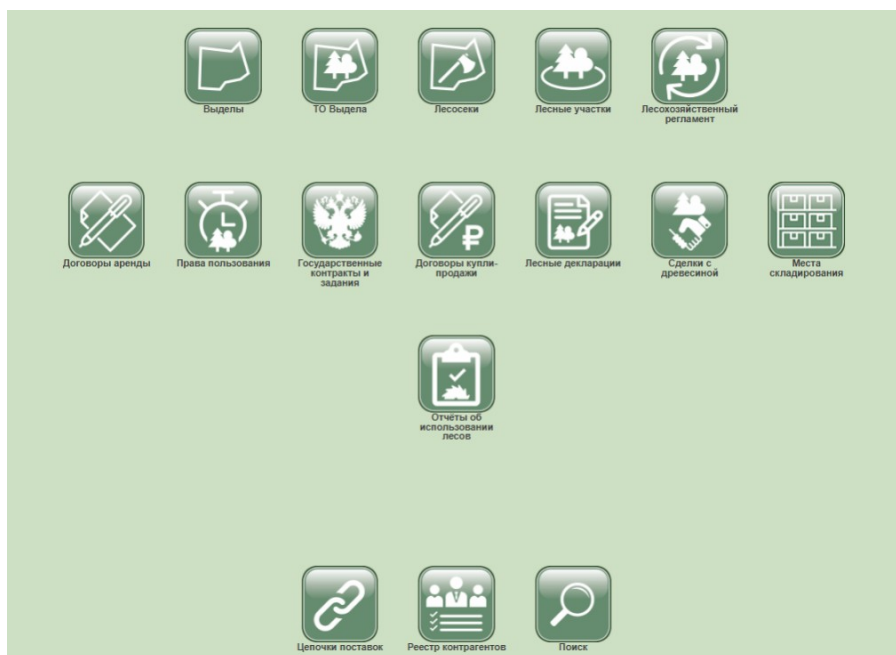 Выделы
ТО Выдела
Лесосеки
Лесные участки
Лесохозяйственный
регламент
Договоры аренды
Права пользования
Государственные
контракты и
задания
Договоры купли-
продажи
Лесные декларации
Сделки с
древесиной
Места
складирования
Отчёты об
использовании
лесов
Цепочки поставок
Реестр контрагентов
Поиск